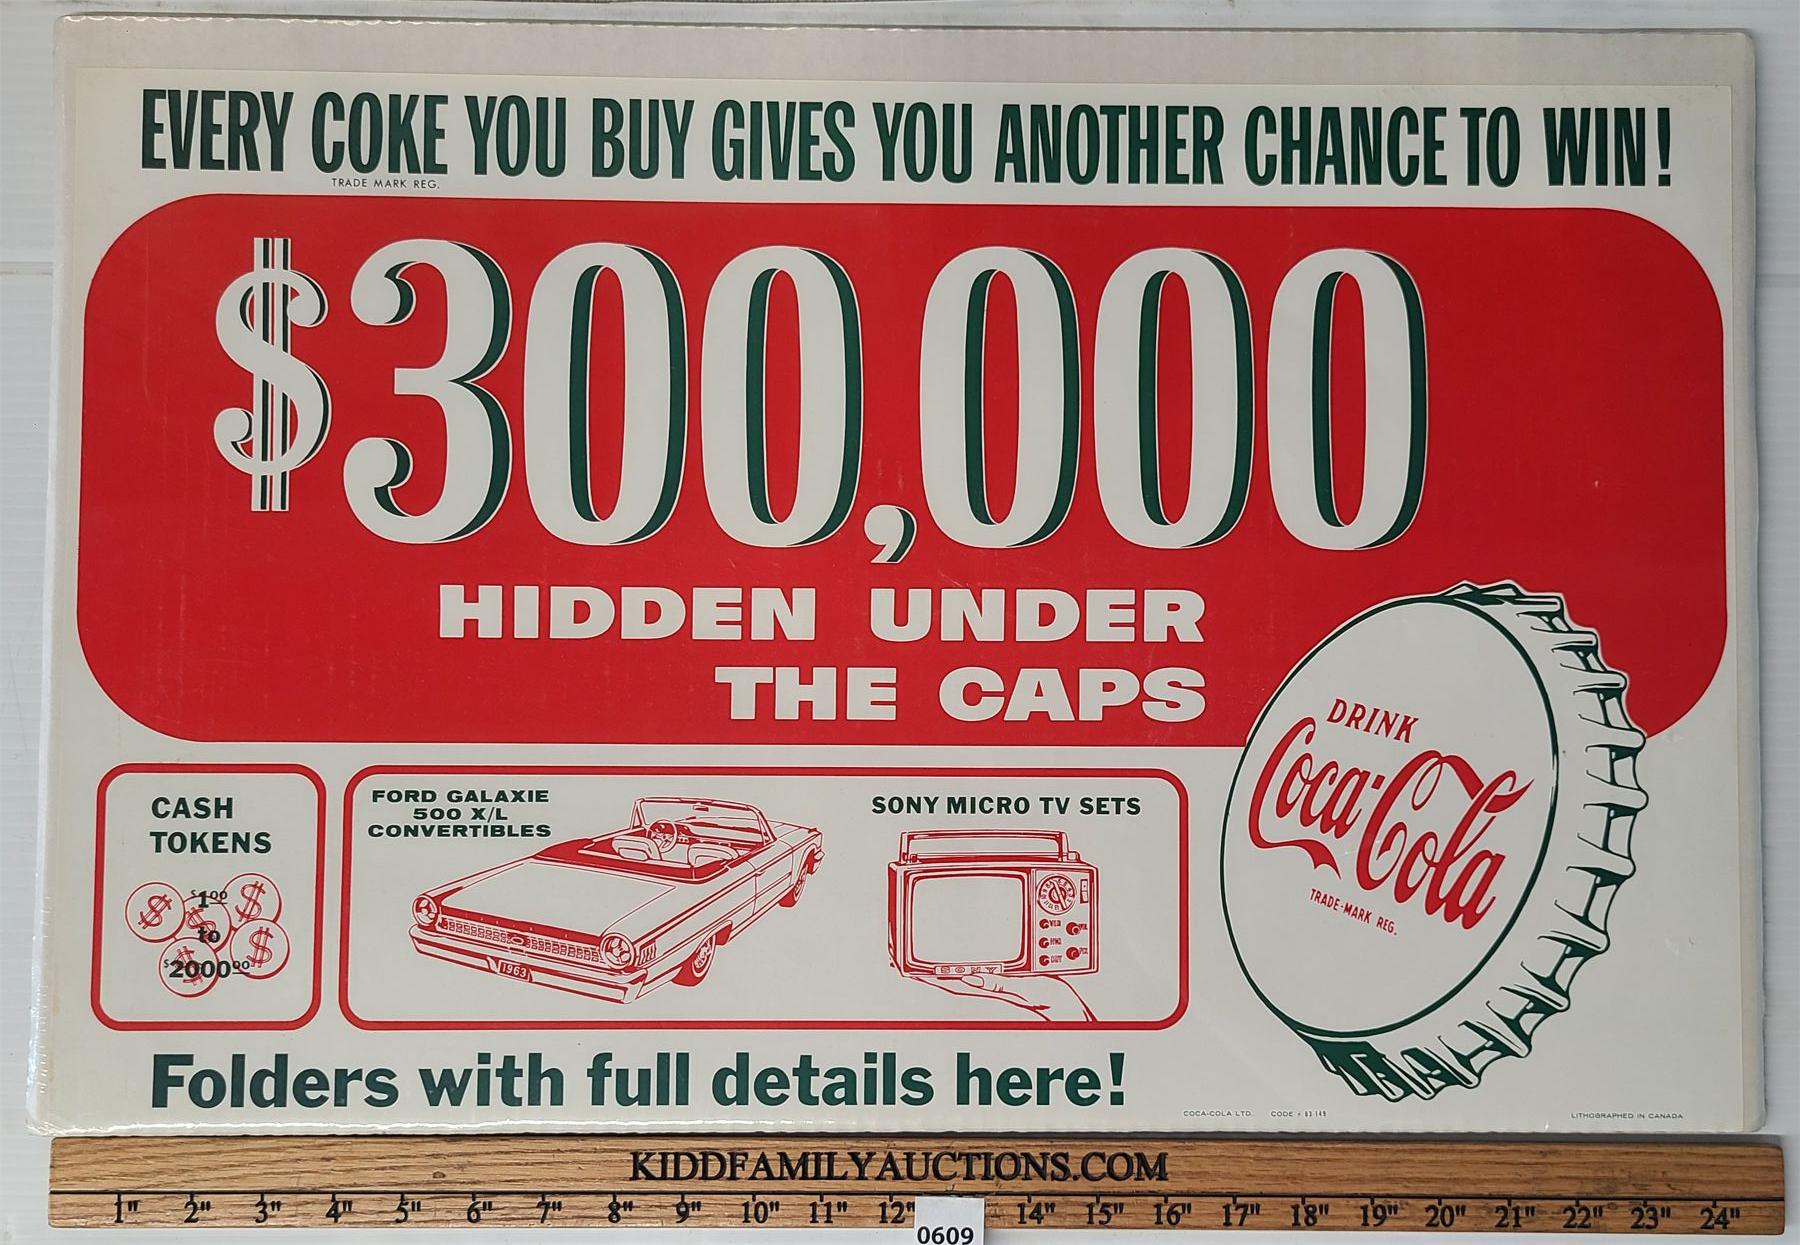 EVERY COKE YOU BUY GIVES YOU ANOTHER CHANCE TO WIN!
TRADE MARK REG.
$300,000
HIDDEN UNDER
THE CAPS
DRINK
Coca-Cola
TRADE-MARK REG.
CASH
TOKENS
$1.00
to
$2000.00
FORD GALAXIE
500 X/L
CONVERTIBLES
1963
SONY MICRO TV SETS
SONY
Folders with full details here!
COCA-COLA LTD. CODE # 63-149
LITHOGRAPHED IN CANADA
KIDDFAMILYAUCTIONS.COM
1" 2" 3" 4" 5" 6" 7" 8" 9" 10" 11" 12" 14" 15" 16" 17" 18" 19" 20" 21" 22" 23" 24"
0609